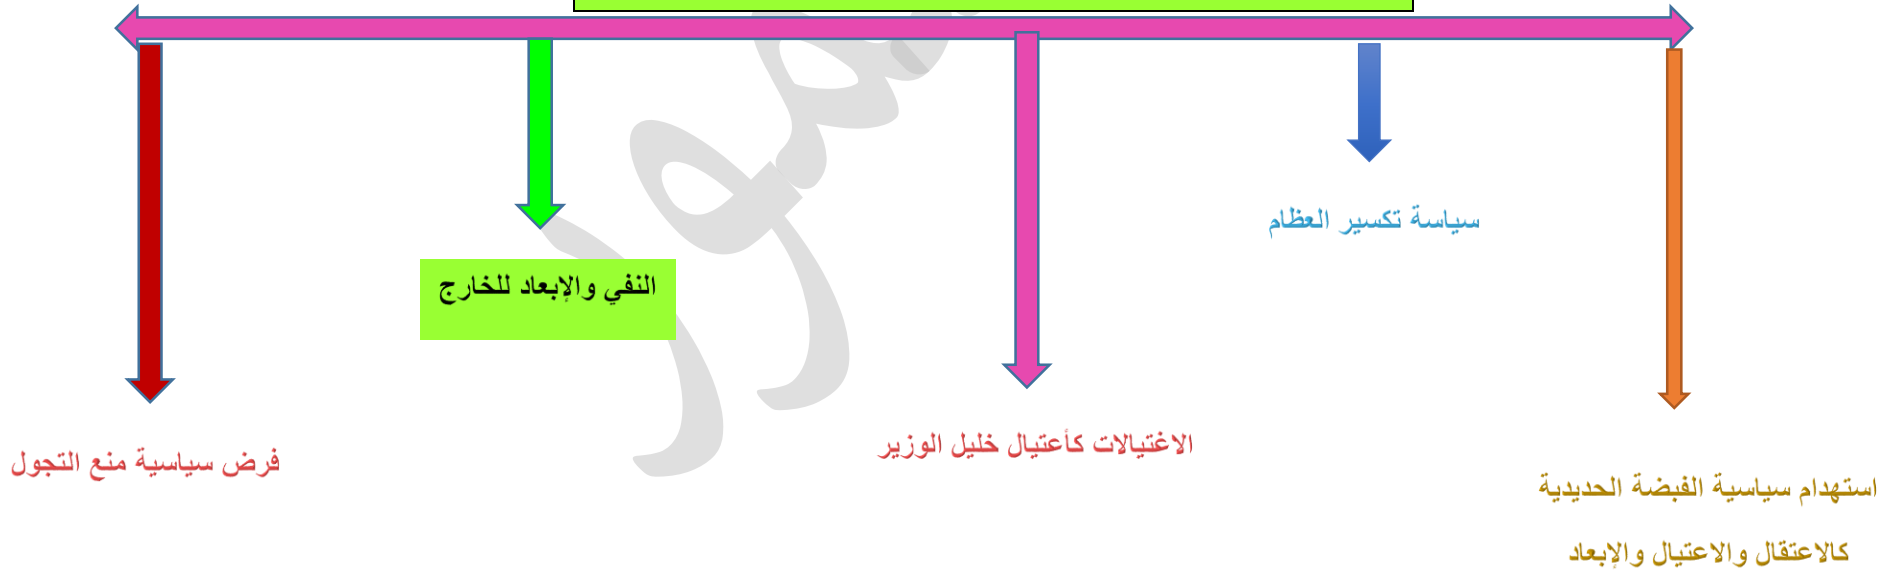 سياسة تكسير العظام
النفي والإبعاد للخارج
الاغتيالات كأعتيال خليل الوزير
فرض سياسية منع التجول
استهدام سياسية الفبضة الحديدية
كالاعتقال والاعتيال والإبعاد